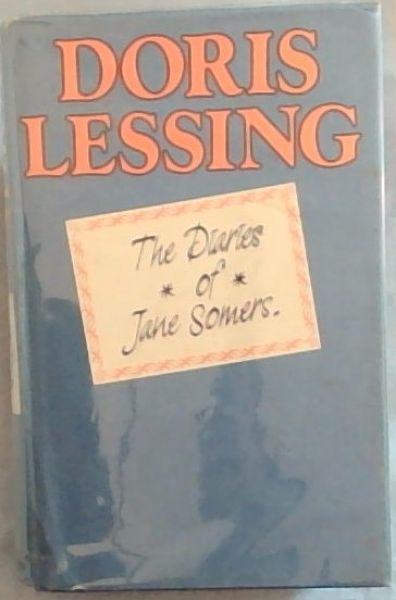 DORIS
LESSING
The Diaries
* of *
Jane Somers.